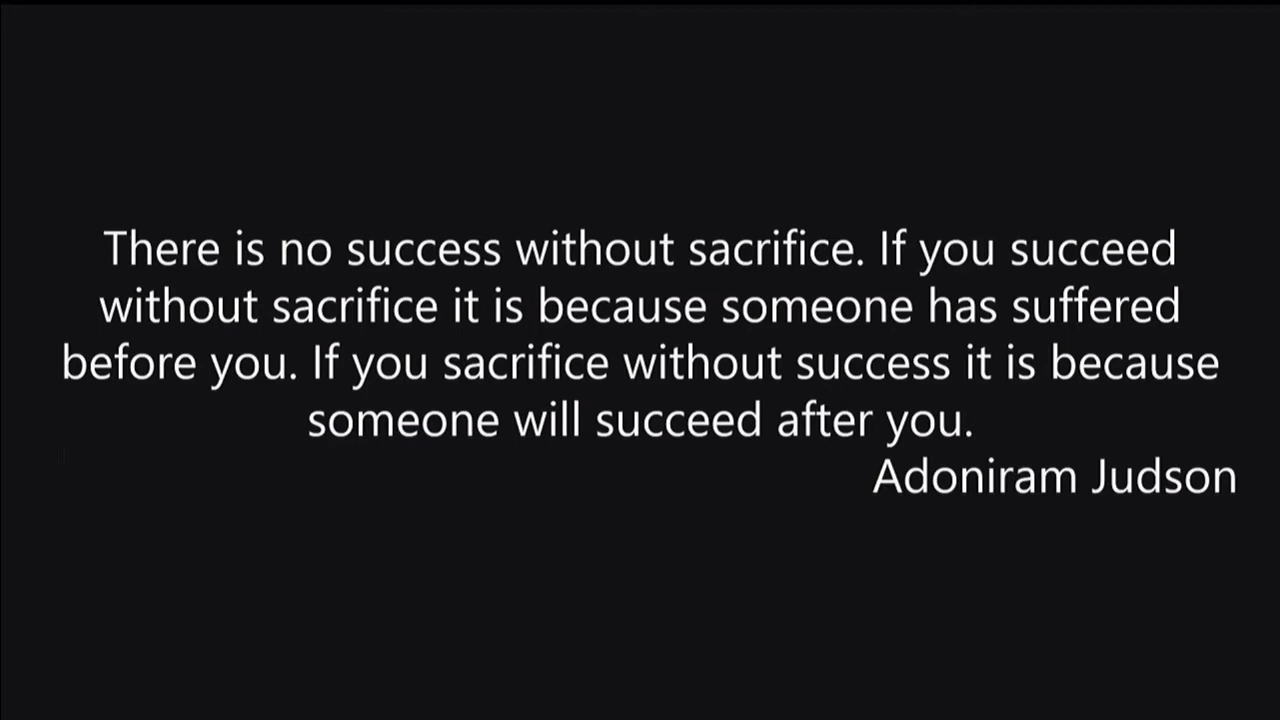 There is no success without sacrifice. If you succeed
without sacrifice it is because someone has suffered
before you. If you sacrifice without success it is because
someone will succeed after you.
Adoniram Judson